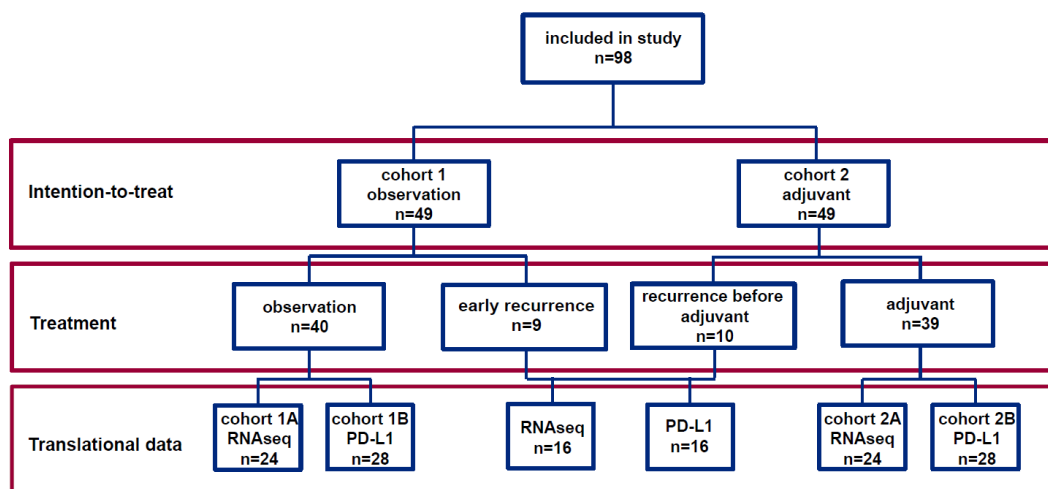 included in study
n=98
Intention-to-treat
cohort 1
observation
n=49
cohort 2
adjuvant
n=49
Treatment
observation
n=40
early recurrence
n=9
recurrence before
adjuvant
n=10
adjuvant
n=39
Translational data
cohort 1A
RNAseq
n=24
cohort 1B
PD-L1
n=28
RNAseq
n=16
PD-L1
n=16
cohort 2A
RNAseq
n=24
cohort 2B
PD-L1
n=28